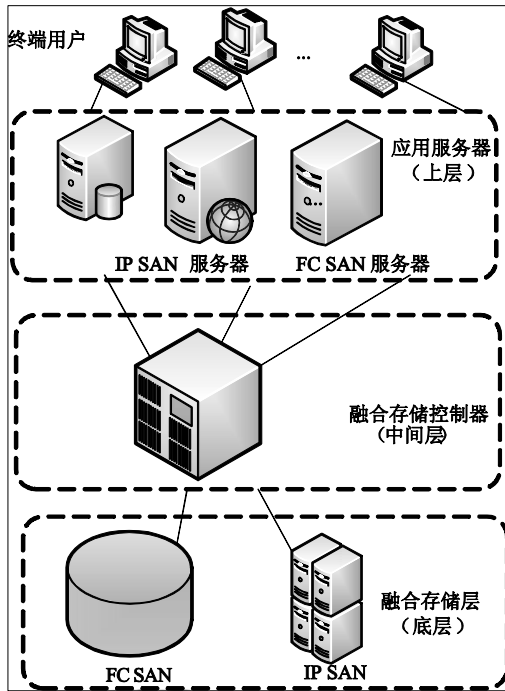 终端用户
...
应用服务器
（上层）
IP SAN 服务器
FC SAN 服务器
融合存储控制器
（中间层）
融合存储层
（底层）
FC SAN
IP SAN